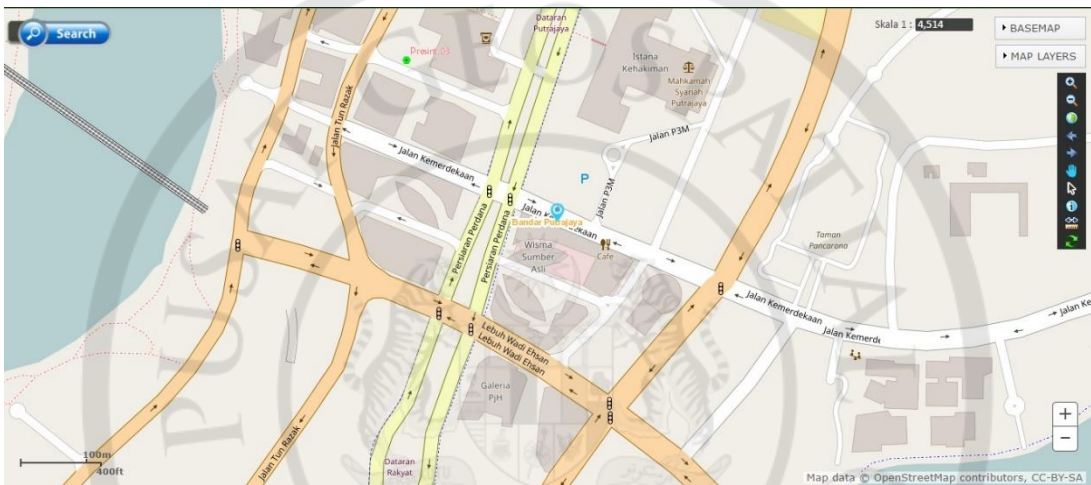 Search
Dataran
Putrajaya
Skala 1 : 4,514
BASEMAP
MAP LAYERS
Presint 03
Istana
Kehakiman
Mahkamah
Syariah
Putrajaya
Jalan Tun Razak
Jalan P3M
Jalan Kemerdekaan
P
Jalan P3M
Persiaran Perdana
Persiaran Perdana
Bandar Putrajaya
Wisma
Sumber
Asli
Cafe
Taman
Pancarona
Jalan Kemerdekaan
Jalan Kemerde
Jalan Ke
Lebuh Wadi Ehsan
Lebuh Wadi Ehsan
Galeria
PjH
Jalan Tun Razak
Dataran
Rakyat
100m
400ft
+
−
Map data © OpenStreetMap contributors, CC-BY-SA